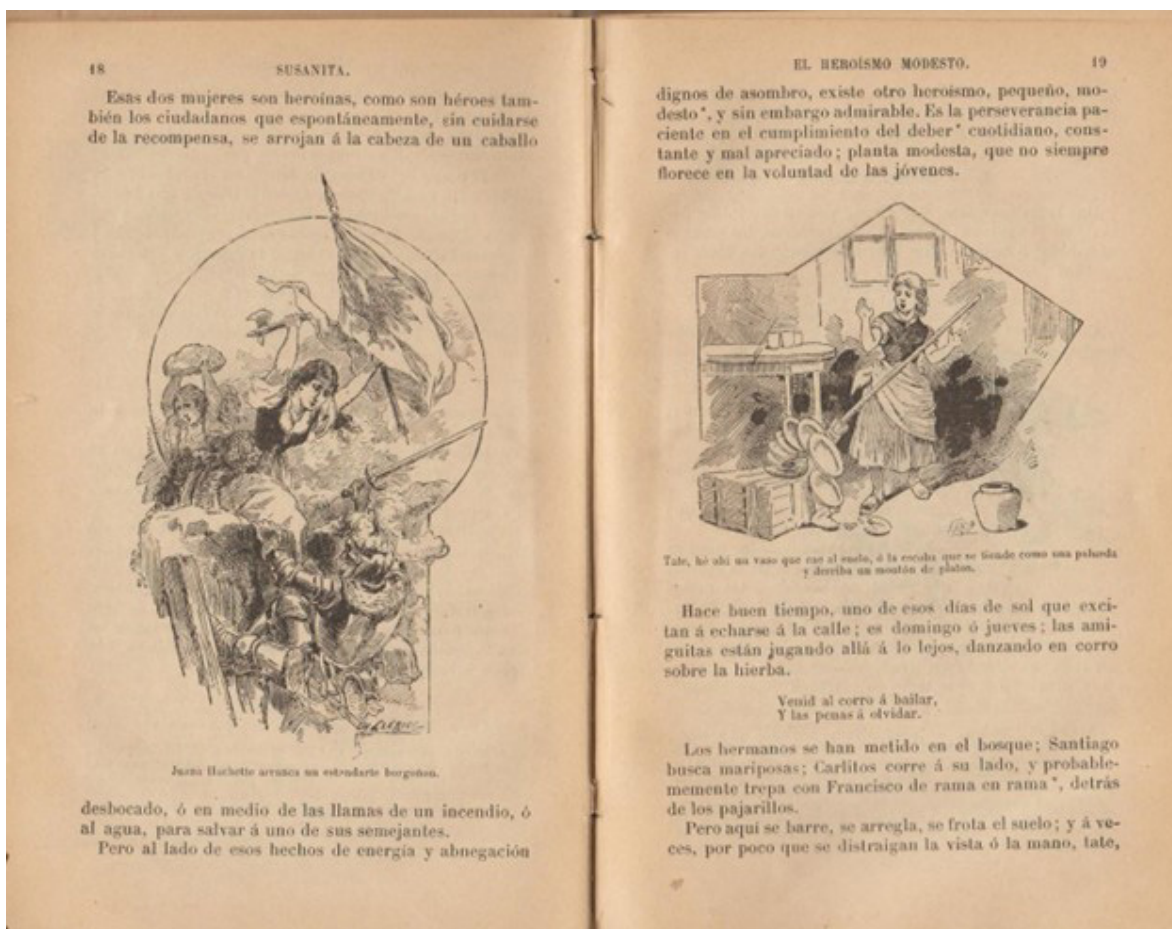 18
SUSANITA.
Esas dos mujeres son heroínas, como son héroes tam-
bién los ciudadanos que espontáneamente, sin cuidarse
de la recompensa, se arrojan á la cabeza de un caballo
Juana Hachette arranca un estandarte borgoñon.
desbocado, ó en medio de las llamas de un incendio, ó
al agua, para salvar á uno de sus semejantes.
Pero al lado de esos hechos de energía y abnegación
EL HEROÍSMO MODESTO.
19
dignos de asombro, existe otro heroismo, pequeño, mo-
desto*, y sin embargo admirable. Es la perseverancia pa-
ciente en el cumplimiento del deber* cuotidiano, cons-
tante y mal apreciado; planta modesta, que no siempre
florece en la voluntad de las jóvenes.
Tate, hé ahi un vaso que cae al suelo, ó la escoba que se tiende como una palurda
y derriba un montón de platos.
Hace buen tiempo, uno de esos días de sol que exci-
tan á echarse á la calle; es domingo ó jueves; las ami-
guitas están jugando allá á lo lejos, danzando en corro
sobre la hierba.
Venid al corro á bailar,
Y las penas á olvidar.
Los hermanos se han metido en el bosque; Santiago
busca mariposas; Carlitos corre á su lado, y probable-
memente trepa con Francisco de rama en rama*, detrás
de los pajarillos.
Pero aquí se barre, se arregla, se frota el suelo; y á ve-
ces, por poco que se distraigan la vista ó la mano, tate,